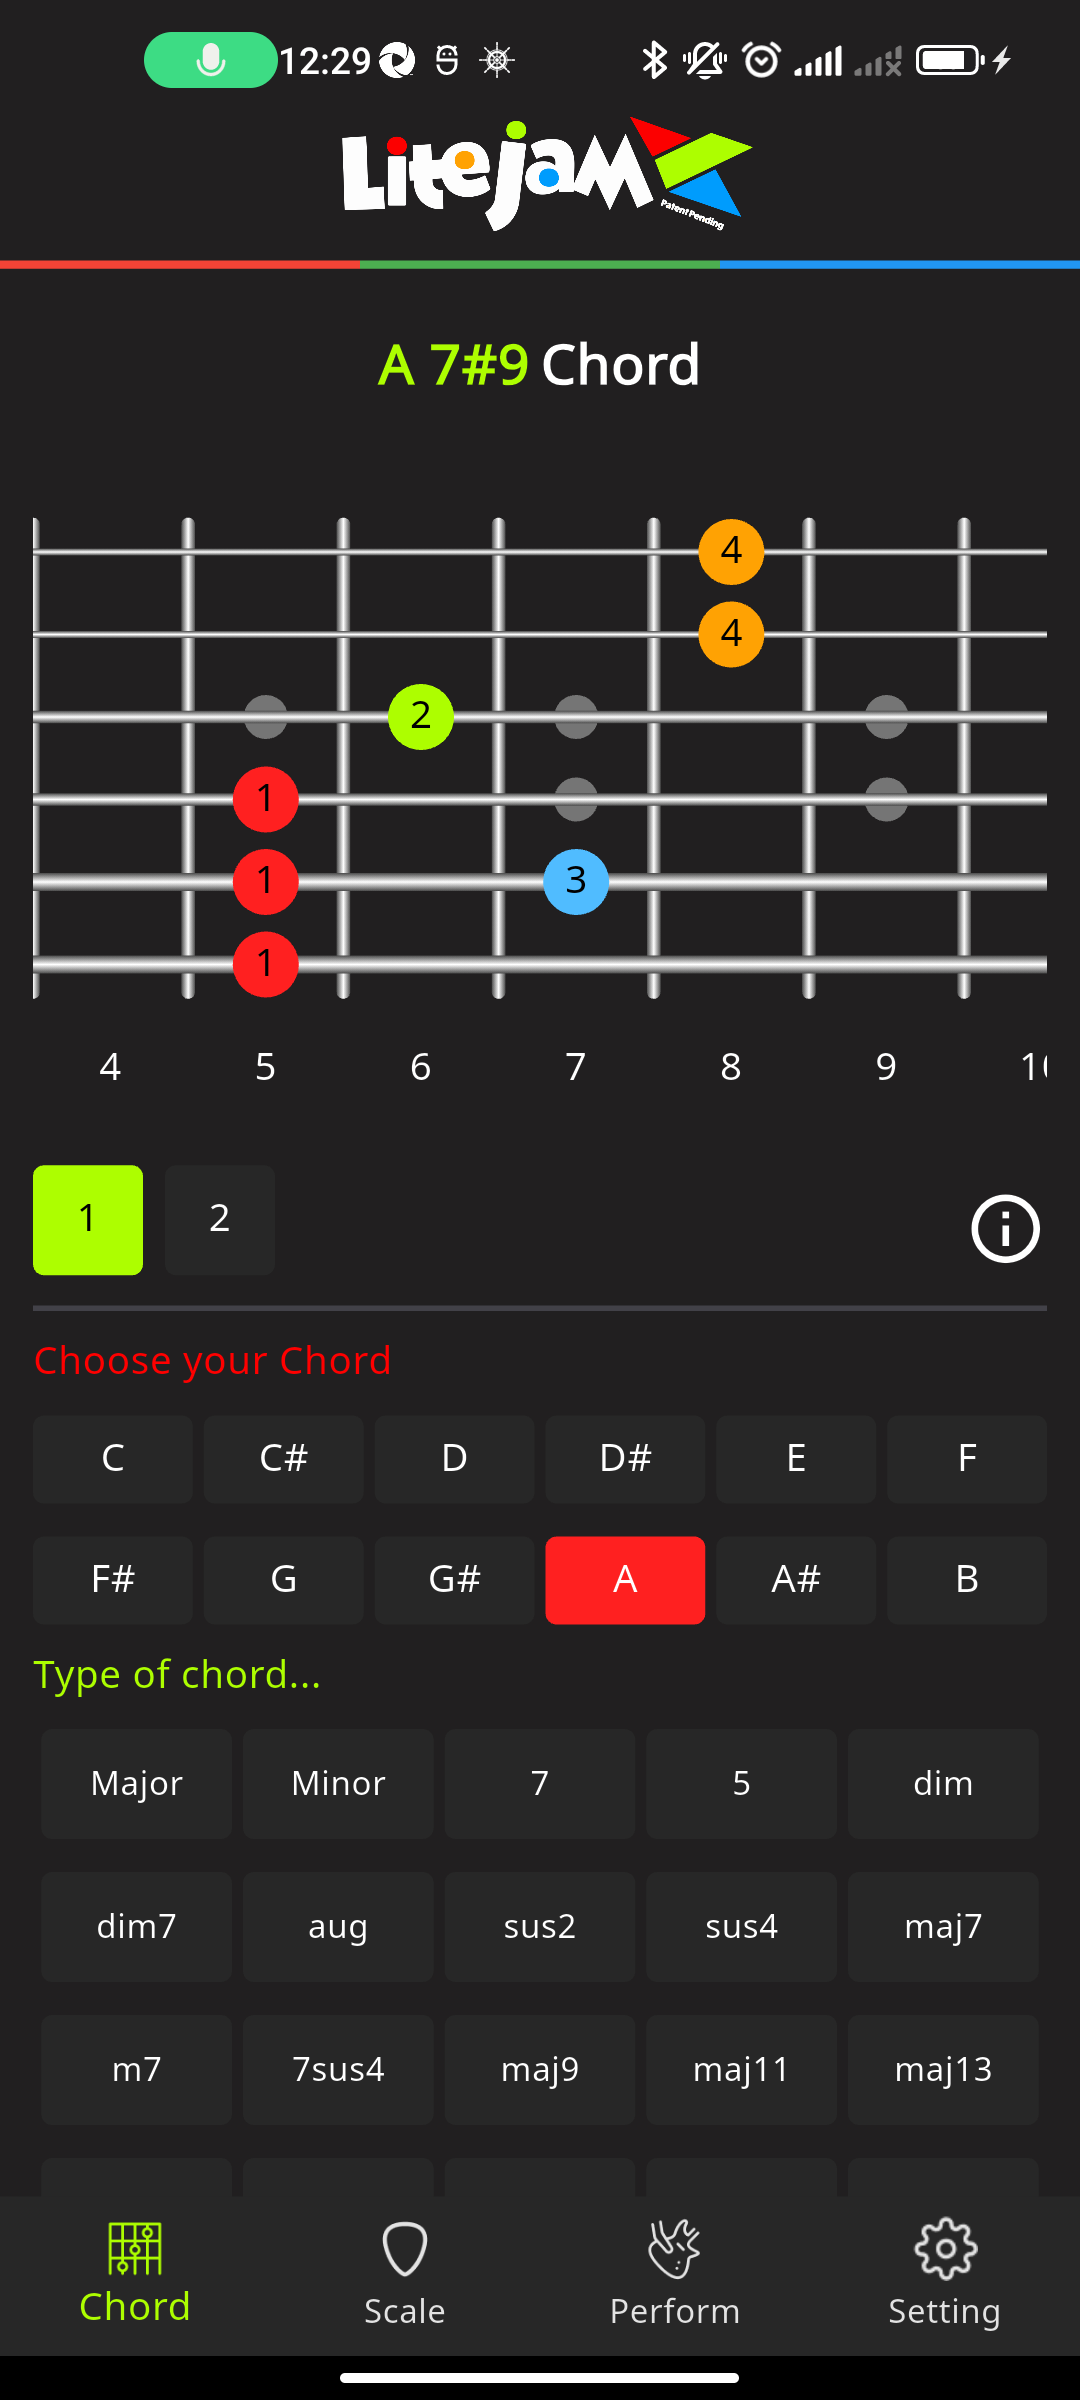 12:29
Litejam
Patent Pending
A 7#9 Chord
4
4
2
1
1 3
1
4 5 6 7 8 9 10
1 2
Choose your Chord
C C# D D# E F
F# G G# A A# B
Type of chord...
Major Minor 7 5 dim
dim7 aug sus2 sus4 maj7
m7 7sus4 maj9 maj11 maj13
Chord Scale Perform Setting